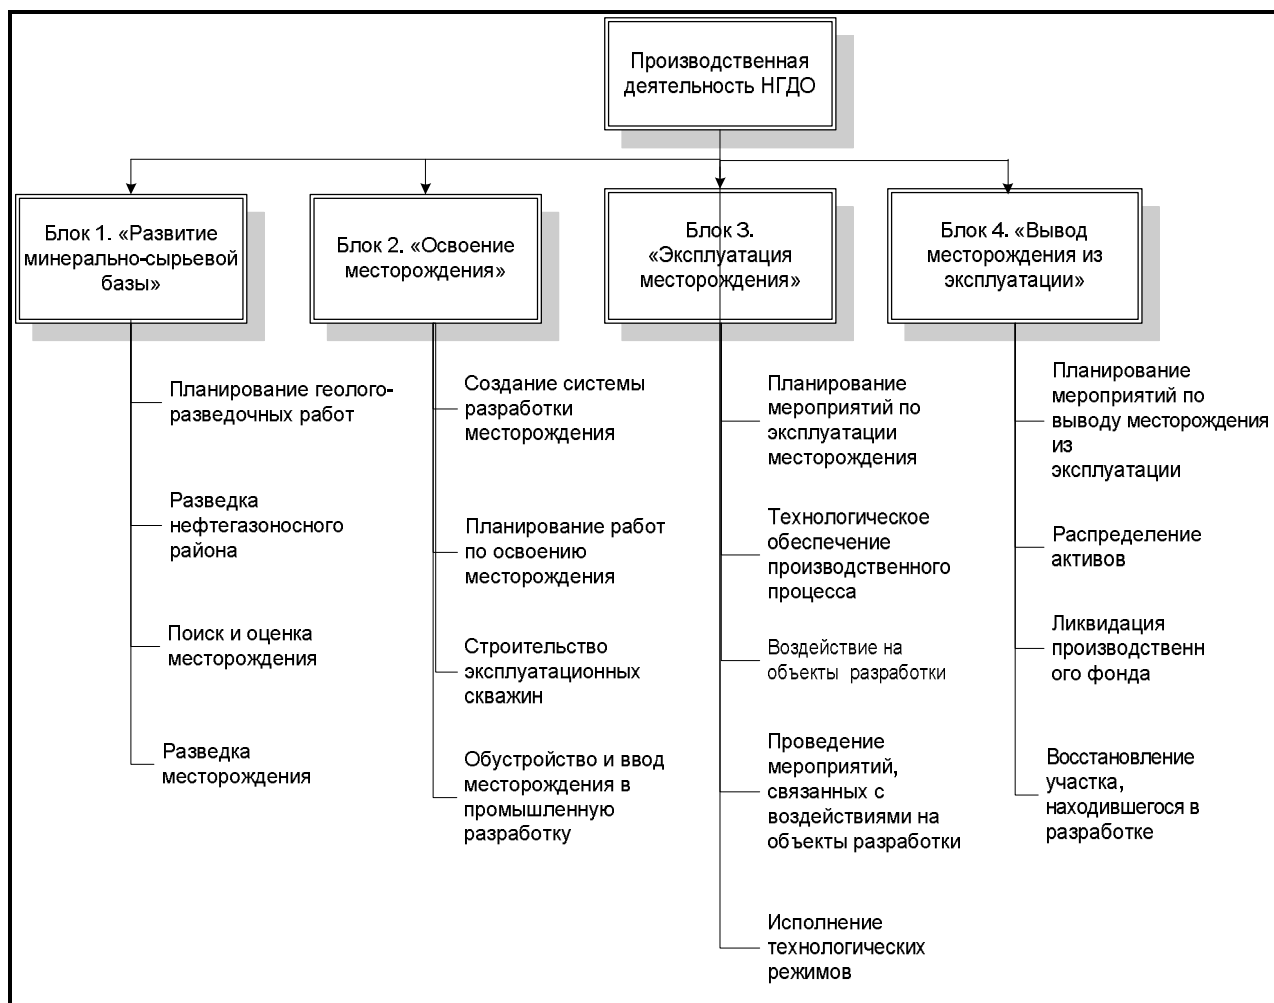 Производственная
деятельность НГДО
Блок 1. «Развитие
минерально-сырьевой
базы»
Планирование геолого-
разведочных работ
Разведка
нефтегазоносного
района
Поиск и оценка
месторождения
Разведка
месторождения
Блок 2. «Освоение
месторождения»
Создание системы
разработки
месторождения
Планирование работ
по освоению
месторождения
Строительство
эксплуатационных
скважин
Обустройство и ввод
месторождения в
промышленную
разработку
Блок 3.
«Эксплуатация
месторождения»
Планирование
мероприятий по
эксплуатации
месторождения
Технологическое
обеспечение
производственного
процесса
Воздействие на
объекты разработки
Проведение
мероприятий,
связанных с
воздействиями на
объекты разработки
Исполнение
технологических
режимов
Блок 4. «Вывод
месторождения из
эксплуатации»
Планирование
мероприятий по
выводу месторождения
из
эксплуатации
Распределение
активов
Ликвидация
производственн
ого фонда
Восстановление
участка,
находившегося в
разработке